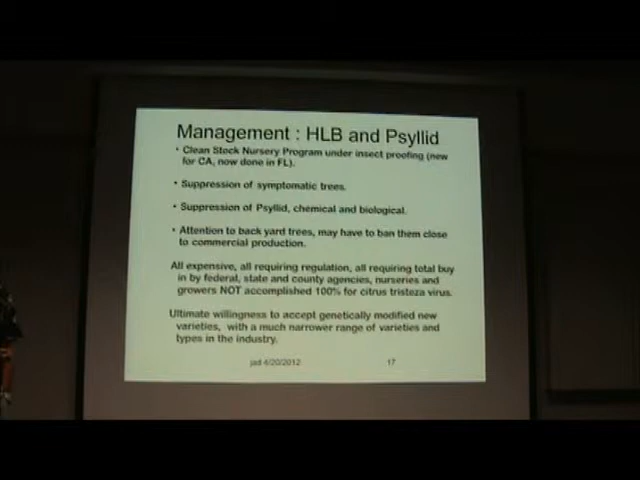 Management : HLB and Psyllid
• Clean Stock Nursery Program under insect proofing (new
for CA, now done in FL).
• Suppression of symptomatic trees.
• Suppression of Psyllid, chemical and biological.
• Attention to back yard trees, may have to ban them close
to commercial production.
All expensive, all requiring regulation, all requiring total buy
in by federal, state and county agencies, nurseries and
growers NOT accomplished 100% for citrus tristeza virus.
Ultimate willingness to accept genetically modified new
varieties, with a much narrower range of varieties and
types in the industry.
jad 4/20/2012 17